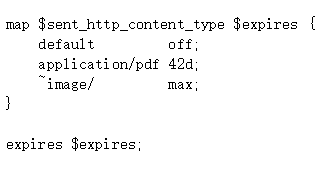 map $sent_http_content_type $expires {
    default         off;
    application/pdf 42d;
    ~image/         max;
}

expires $expires;